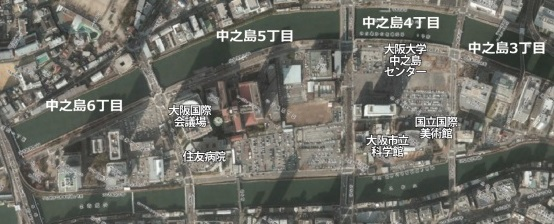 中之島5丁目
中之島4丁目
中之島3丁目
大阪大学
中之島
センター
中之島6丁目
大阪国際
会議場
国立国際
美術館
大阪市立
科学館
住友病院